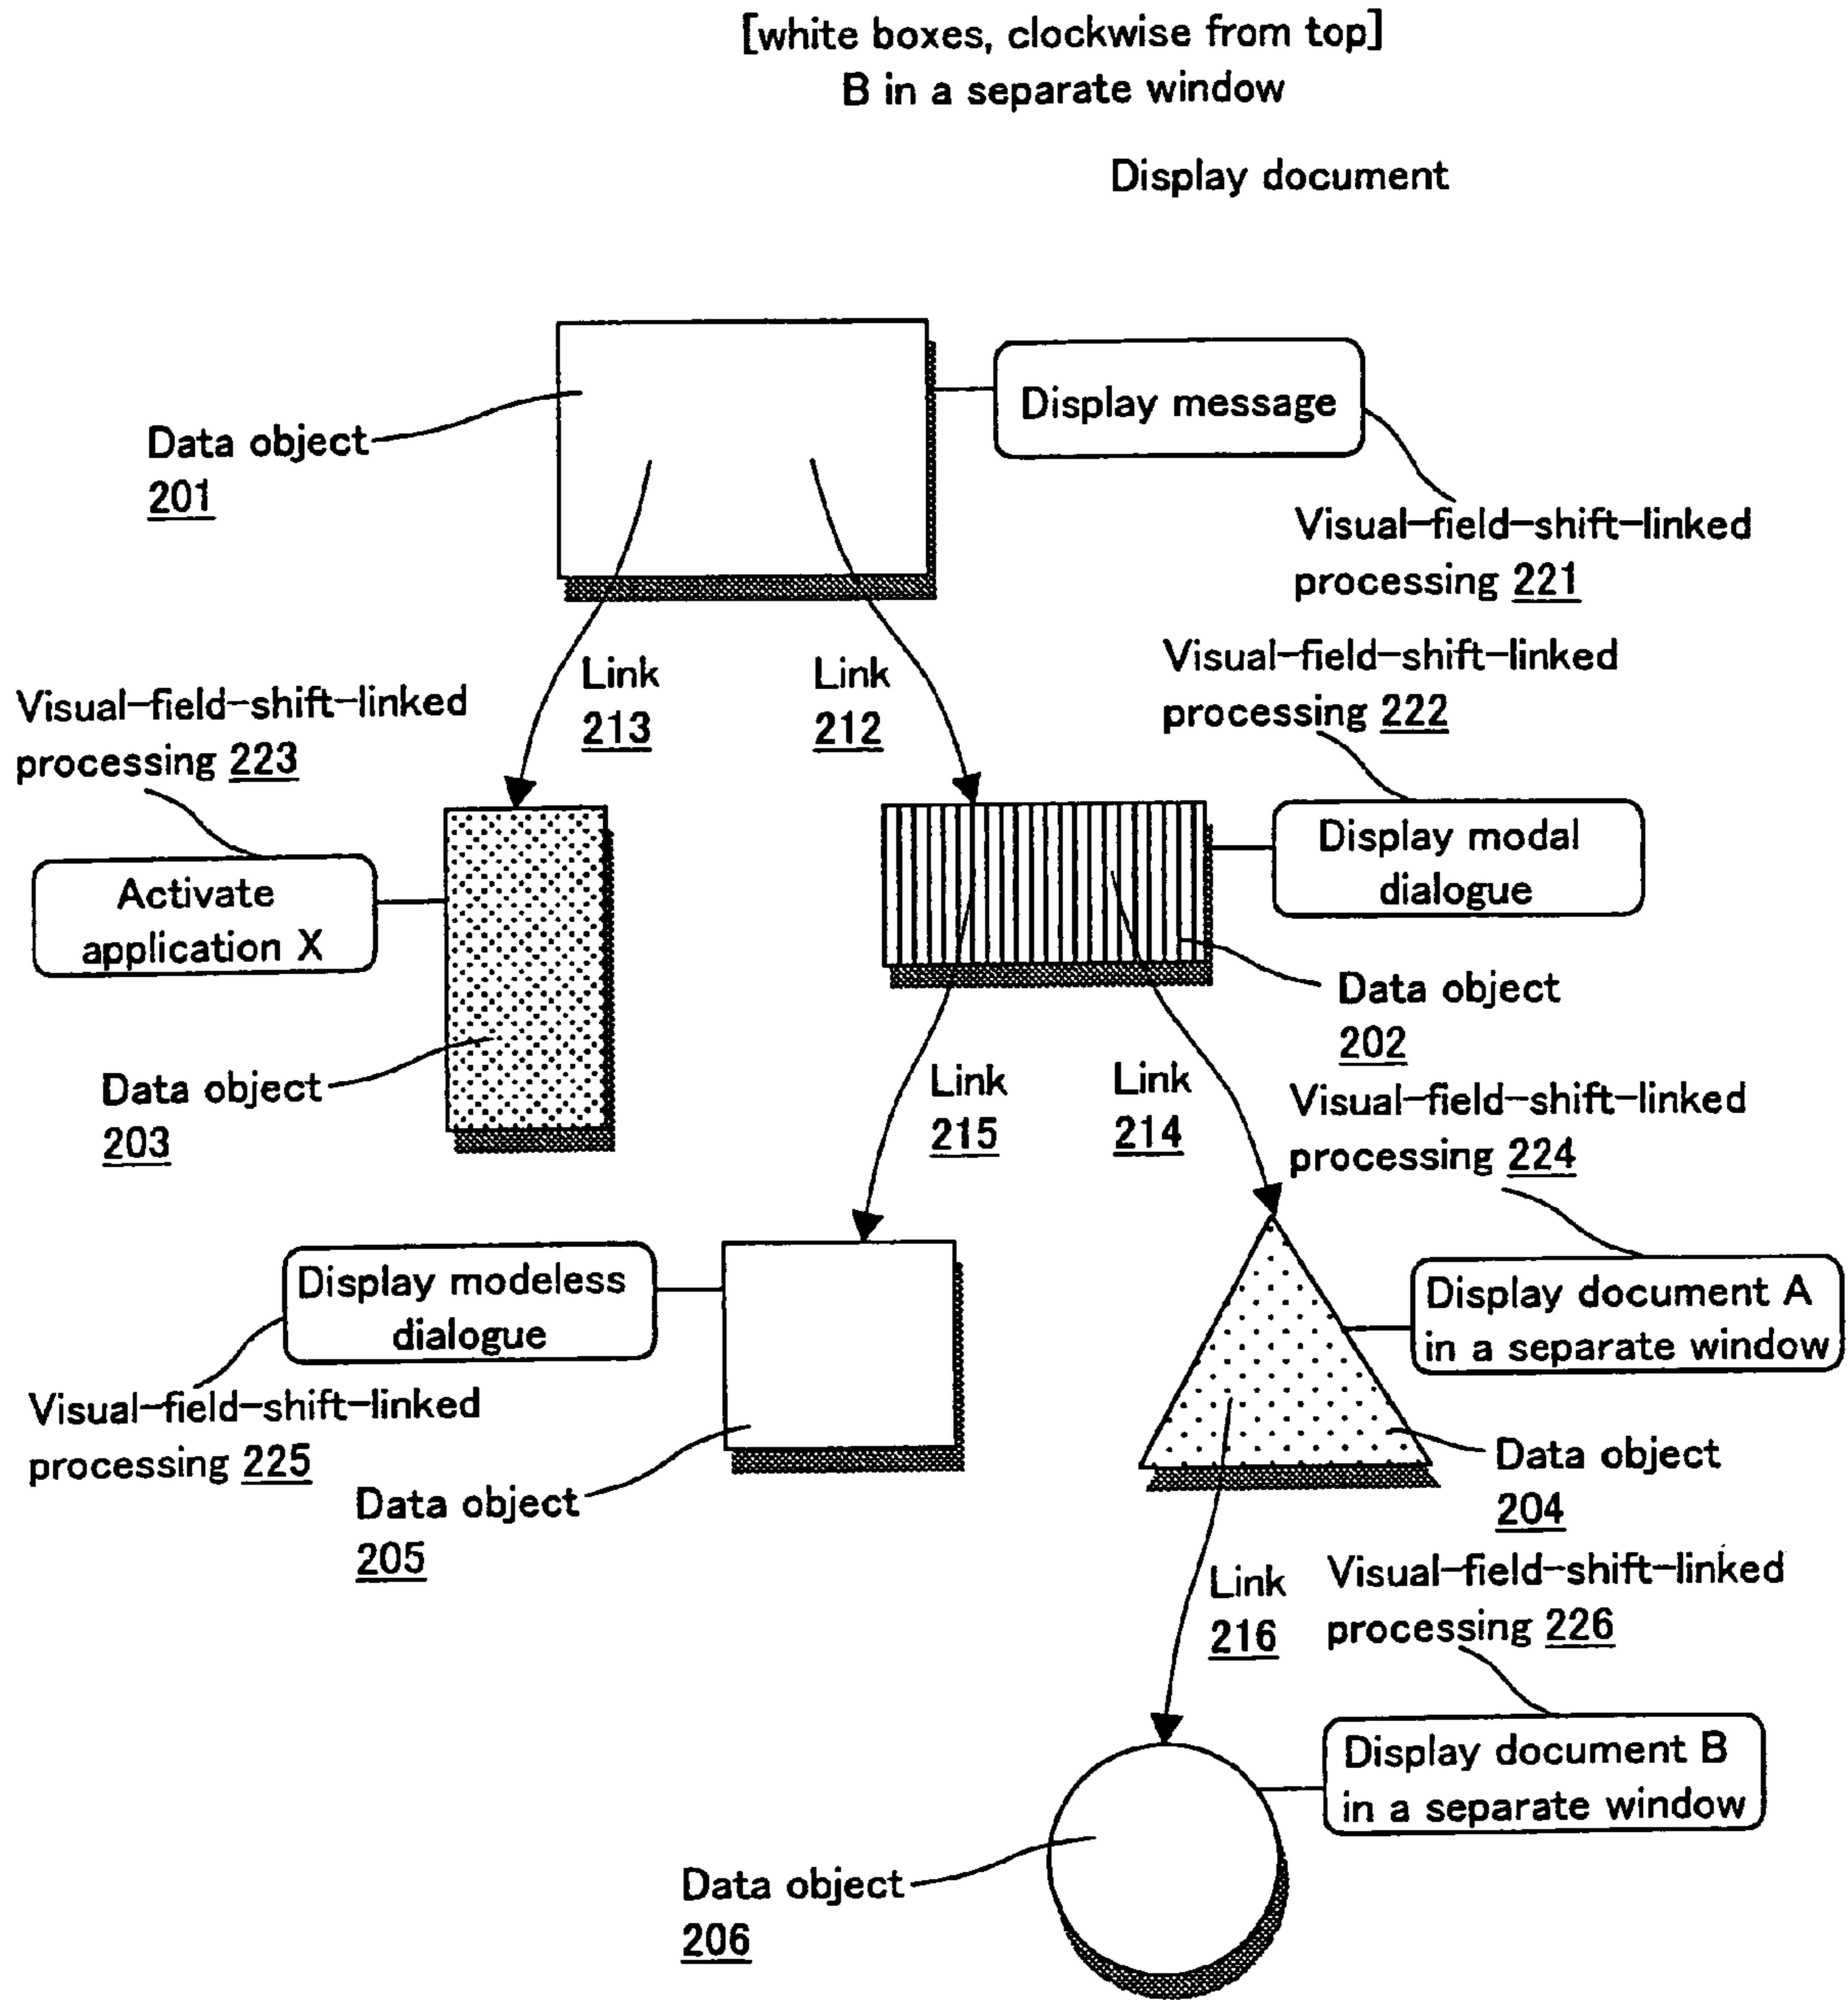 [white boxes, clockwise from top]
B in a separate window
Display document
Display message
Data object
201
Visual-field-shift-linked
processing 221
Link
213
Link
212
Visual-field-shift-linked
processing 222
Visual-field-shift-linked
processing 223
Display modal
dialogue
Activate
application X
Data object
202
Data object
203
Link
215
Link
214
Visual-field-shift-linked
processing 224
Display modeless
dialogue
Display document A
in a separate window
Visual-field-shift-linked
processing 225
Data object
204
Data object
205
Link
216
Visual-field-shift-linked
processing 226
Display document B
in a separate window
Data object
206